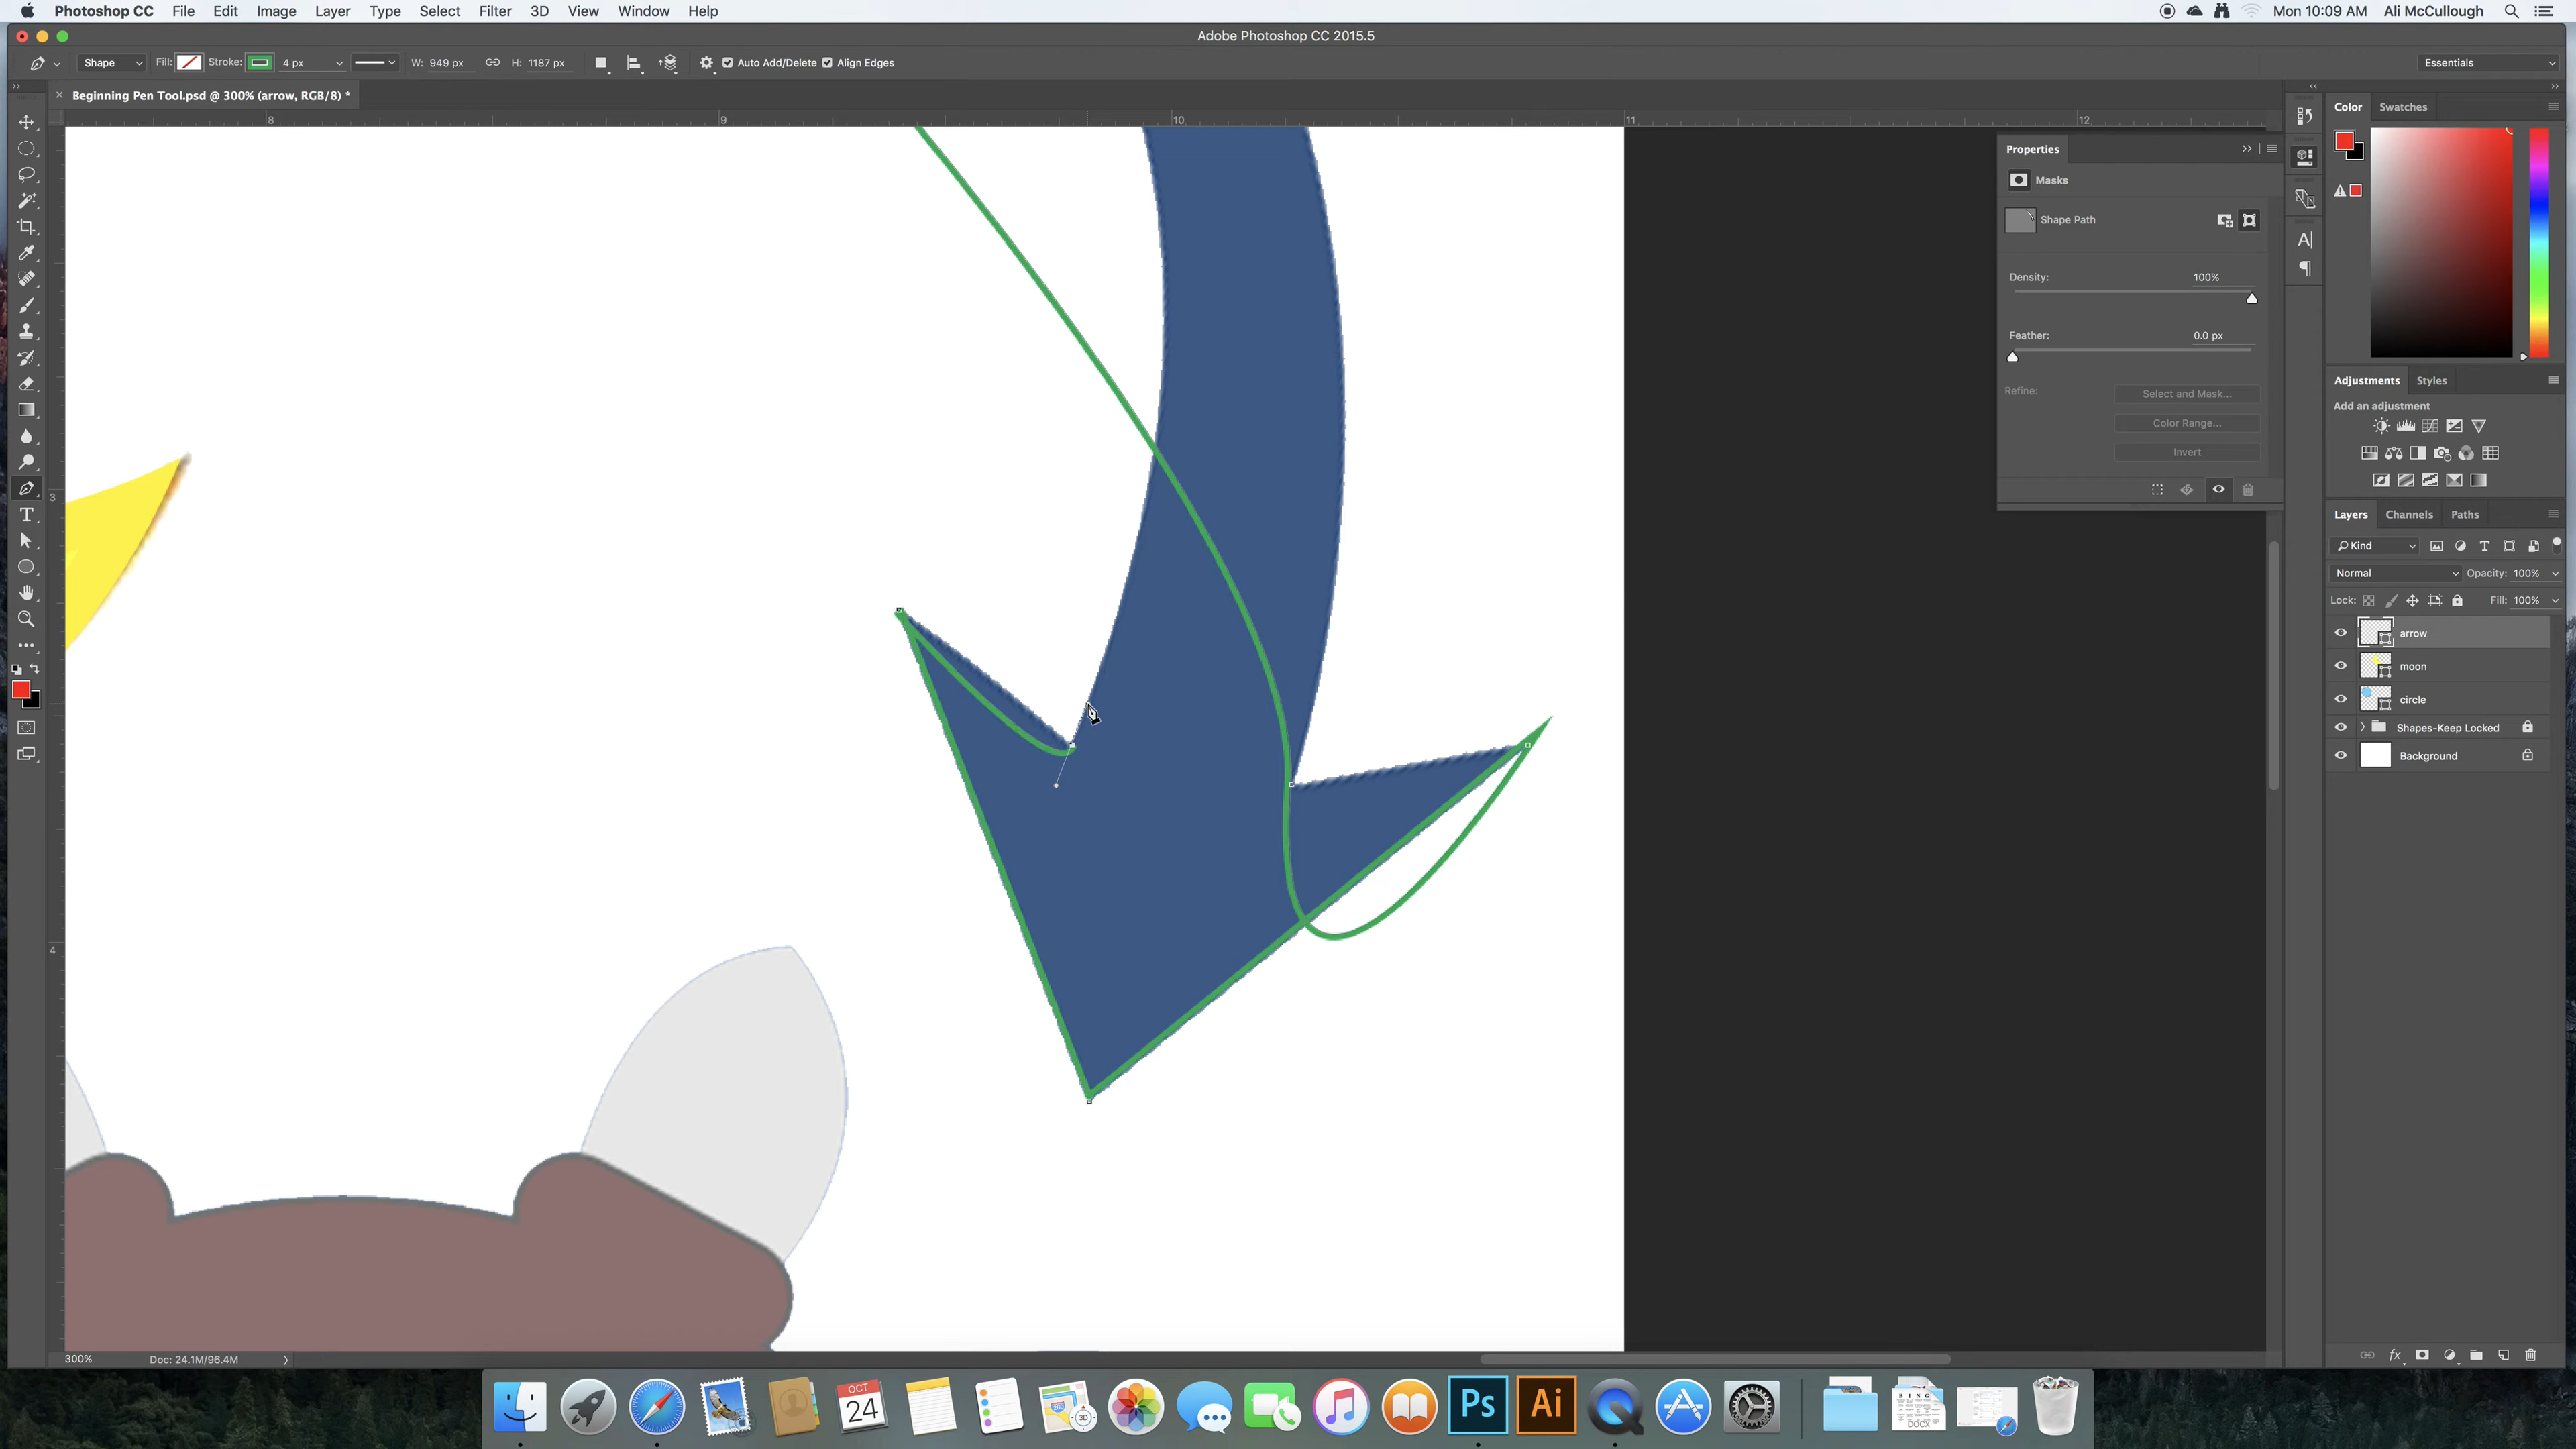 Photoshop CC File Edit Image Layer Type Select Filter 3D View Window Help Mon 10:09 AM Ali McCullough
Adobe Photoshop CC 2015.5
Shape Fill: Stroke: 4 px W: 949 px H: 1187 px Auto Add/Delete Align Edges Essentials
Beginning Pen Tool.psd @ 300% (arrow, RGB/8) *
8 9 10 11 12
3
4
Properties
Masks
Shape Path
Density: 100%
Feather: 0.0 px
Refine: Select and Mask...
Color Range...
Invert
Color Swatches
Adjustments Styles
Add an adjustment
Layers Channels Paths
Kind
Normal Opacity: 100%
Lock: Fill: 100%
arrow
moon
circle
Shapes-Keep Locked
Background
300% Doc: 24.1M/96.4M
OCT
24
3D
Ps
Ai
BING
DOCX